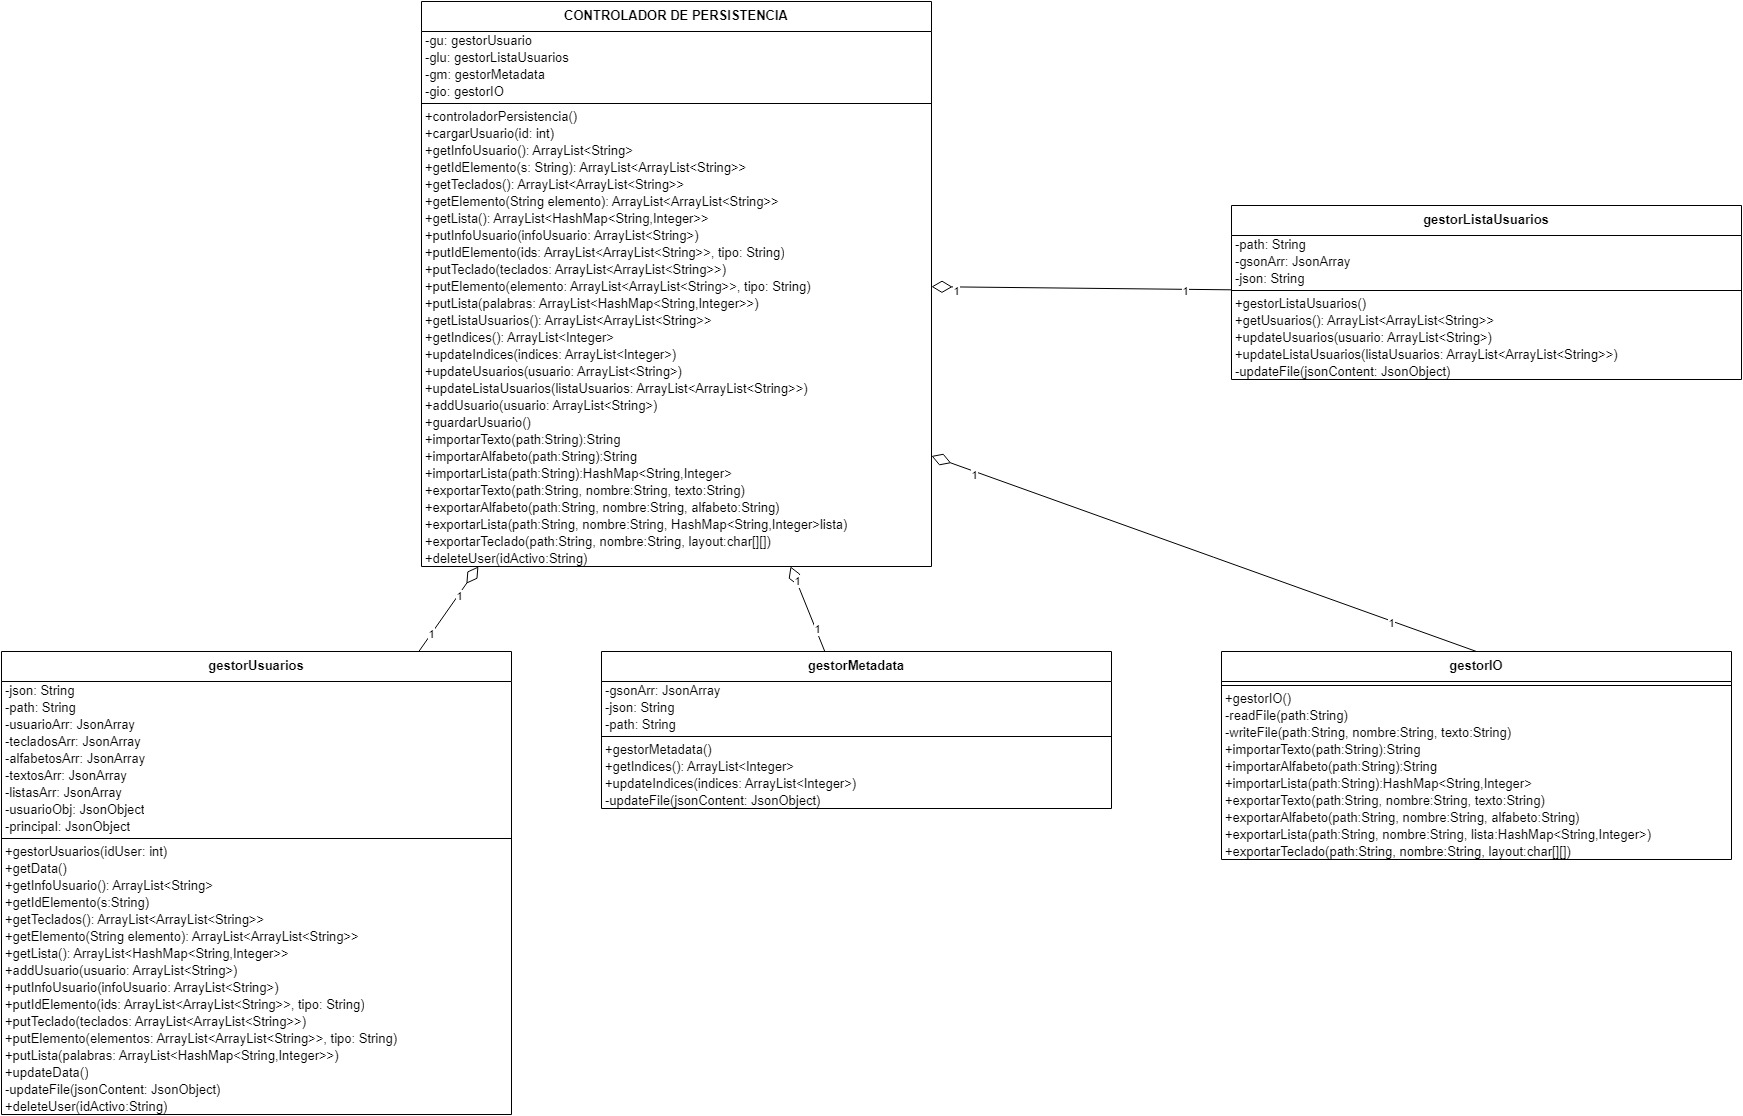 CONTROLADOR DE PERSISTENCIA
-gu: gestorUsuario
-glu: gestorListaUsuarios
-gm: gestorMetadata
-gio: gestorIO
+controladorPersistencia()
+cargarUsuario(id: int)
+getInfoUsuario(): ArrayList<String>
+getIdElemento(s: String): ArrayList<ArrayList<String>>
+getTeclados(): ArrayList<ArrayList<String>>
+getElemento(String elemento): ArrayList<ArrayList<String>>
+getLista(): ArrayList<HashMap<String,Integer>>
+putInfoUsuario(infoUsuario: ArrayList<String>)
+putIdElemento(ids: ArrayList<ArrayList<String>>, tipo: String)
+putTeclado(teclados: ArrayList<ArrayList<String>>)
+putElemento(elemento: ArrayList<ArrayList<String>>, tipo: String)
+putLista(palabras: ArrayList<HashMap<String,Integer>>)
+getListaUsuarios(): ArrayList<ArrayList<String>>
+getIndices(): ArrayList<Integer>
+updateIndices(indices: ArrayList<Integer>)
+updateUsuarios(usuario: ArrayList<String>)
+updateListaUsuarios(listaUsuarios: ArrayList<ArrayList<String>>)
+addUsuario(usuario: ArrayList<String>)
+guardarUsuario()
+importarTexto(path:String):String
+importarAlfabeto(path:String):String
+importarLista(path:String):HashMap<String,Integer>
+exportarTexto(path:String, nombre:String, texto:String)
+exportarAlfabeto(path:String, nombre:String, alfabeto:String)
+exportarLista(path:String, nombre:String, HashMap<String,Integer>lista)
+exportarTeclado(path:String, nombre:String, layout:char[][])
+deleteUser(idActivo:String)
1
1
gestorListaUsuarios
-path: String
-gsonArr: JsonArray
-json: String
+gestorListaUsuarios()
+getUsuarios(): ArrayList<ArrayList<String>>
+updateUsuarios(usuario: ArrayList<String>)
+updateListaUsuarios(listaUsuarios: ArrayList<ArrayList<String>>)
-updateFile(jsonContent: JsonObject)
1
1
1
1
1
1
gestorUsuarios
-json: String
-path: String
-usuarioArr: JsonArray
-tecladosArr: JsonArray
-alfabetosArr: JsonArray
-textosArr: JsonArray
-listasArr: JsonArray
-usuarioObj: JsonObject
-principal: JsonObject
+gestorUsuarios(idUser: int)
+getData()
+getInfoUsuario(): ArrayList<String>
+getIdElemento(s:String)
+getTeclados(): ArrayList<ArrayList<String>>
+getElemento(String elemento): ArrayList<ArrayList<String>>
+getLista(): ArrayList<HashMap<String,Integer>>
+addUsuario(usuario: ArrayList<String>)
+putInfoUsuario(infoUsuario: ArrayList<String>)
+putIdElemento(ids: ArrayList<ArrayList<String>>, tipo: String)
+putTeclado(teclados: ArrayList<ArrayList<String>>)
+putElemento(elementos: ArrayList<ArrayList<String>>, tipo: String)
+putLista(palabras: ArrayList<HashMap<String,Integer>>)
+updateData()
-updateFile(jsonContent: JsonObject)
+deleteUser(idActivo:String)
gestorMetadata
-gsonArr: JsonArray
-json: String
-path: String
+gestorMetadata()
+getIndices(): ArrayList<Integer>
+updateIndices(indices: ArrayList<Integer>)
-updateFile(jsonContent: JsonObject)
gestorIO
+gestorIO()
-readFile(path:String)
-writeFile(path:String, nombre:String, texto:String)
+importarTexto(path:String):String
+importarAlfabeto(path:String):String
+importarLista(path:String):HashMap<String,Integer>
+exportarTexto(path:String, nombre:String, texto:String)
+exportarAlfabeto(path:String, nombre:String, alfabeto:String)
+exportarLista(path:String, nombre:String, lista:HashMap<String,Integer>)
+exportarTeclado(path:String, nombre:String, layout:char[][])